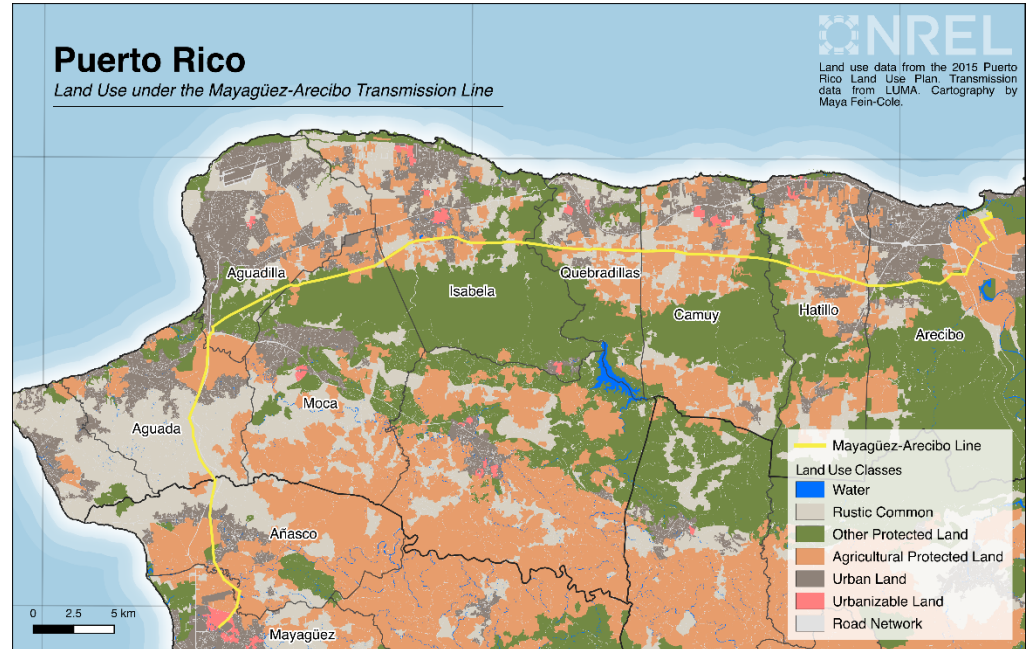 Puerto Rico
Land Use under the Mayagüez-Arecibo Transmission Line
NREL
Land use data from the 2015 Puerto
Rico Land Use Plan. Transmission
data from LUMA. Cartography by
Maya Fein-Cole.
Aguadilla
Isabela
Quebradillas
Camuy
Hatillo
Arecibo
Moca
Aguada
Añasco
Mayagüez
0 2.5 5 km
Mayagüez-Arecibo Line
Land Use Classes
Water
Rustic Common
Other Protected Land
Agricultural Protected Land
Urban Land
Urbanizable Land
Road Network